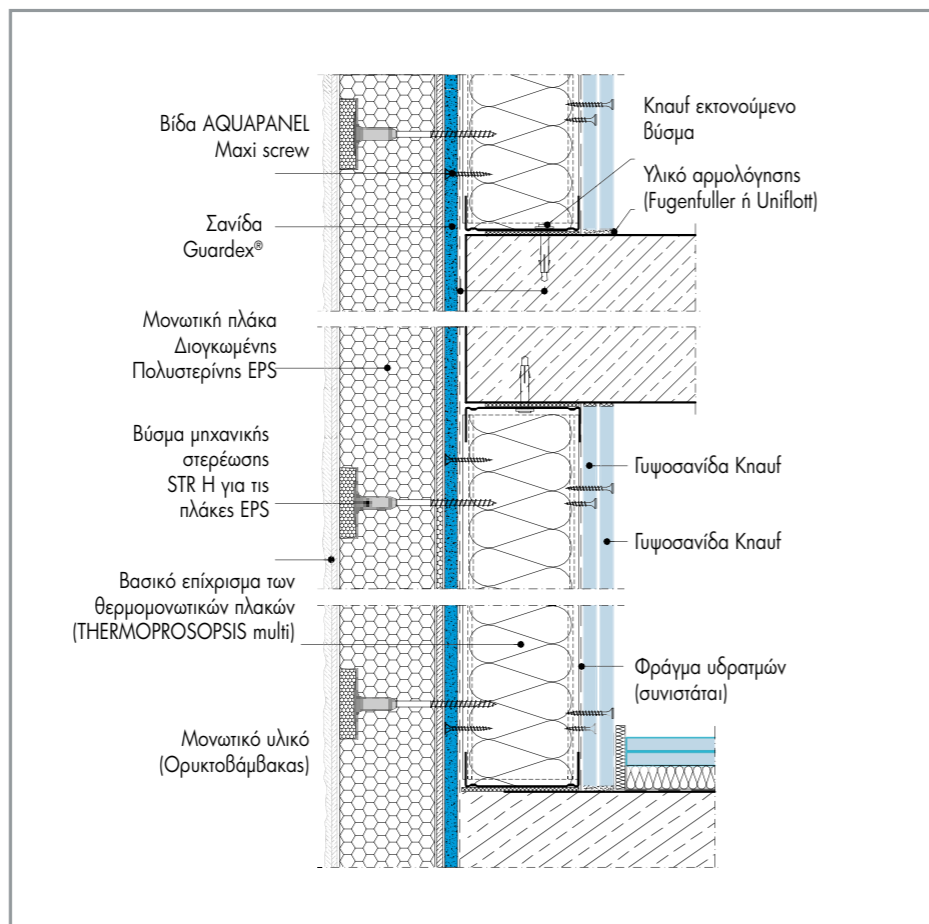 Βίδα AQUAPANEL
Maxi screw
Σανίδα
Guardex®
Μονωτική πλάκα
Διογκωμένης
Πολυστερίνης EPS
Βύσμα μηχανικής
στερέωσης
STR H για τις
πλάκες EPS
Βασικό επίχρισμα των
θερμομονωτικών πλακών
(THERMOPROSOPSIS multi)
Μονωτικό υλικό
(Ορυκτοβάμβακας)
Knauf εκτονούμενο
βύσμα
Υλικό αρμολόγησης
(Fugenfuller ή Uniflott)
Γυψοσανίδα Knauf
Γυψοσανίδα Knauf
Φράγμα υδρατμών
(συνιστάται)